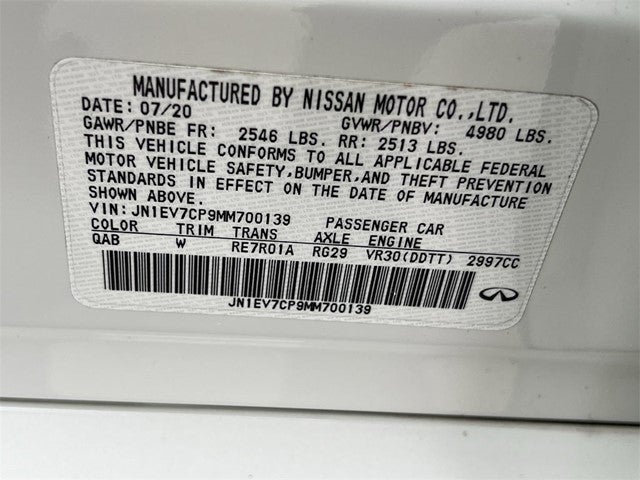 MANUFACTURED BY NISSAN MOTOR CO.,LTD.
DATE: 07/20 GVWR/PNBV: 4980 LBS.
GAWR/PNBE FR: 2546 LBS. RR: 2513 LBS.
THIS VEHICLE CONFORMS TO ALL APPLICABLE FEDERAL
MOTOR VEHICLE SAFETY,BUMPER,AND THEFT PREVENTION
STANDARDS IN EFFECT ON THE DATE OF MANUFACTURE
SHOWN ABOVE.
VIN:JN1EV7CP9MM700139 PASSENGER CAR
COLOR TRIM TRANS AXLE ENGINE
QAB W RE7R01A RG29 VR30(DDTT) 2997CC
JN1EV7CP9MM700139